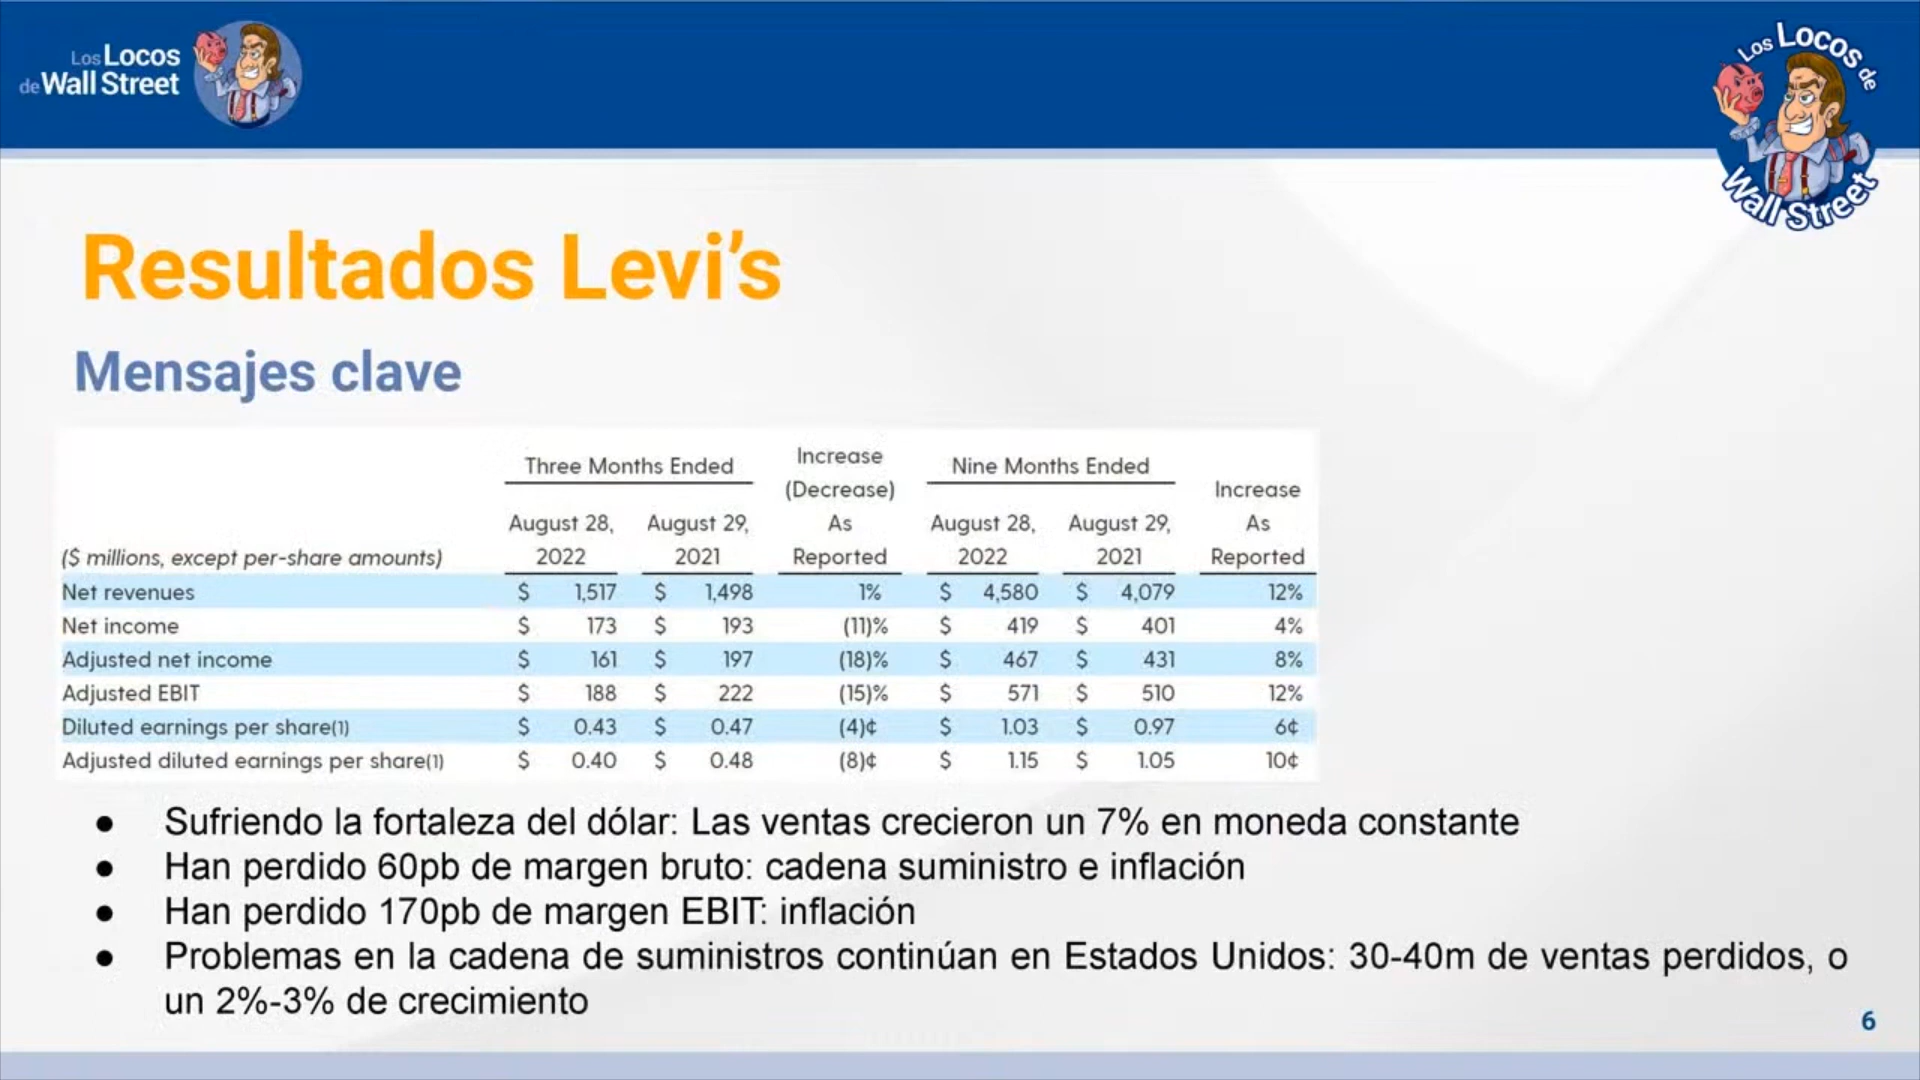 Los Locos
de Wall Street
Los Locos de
Wall Street
Resultados Levi's
Mensajes clave
Three Months Ended Increase (Decrease) As Reported Nine Months Ended Increase As Reported
($ millions, except per-share amounts) August 28, 2022 August 29, 2021 August 28, 2022 August 29, 2021
Net revenues $ 1,517 $ 1,498 1% $ 4,580 $ 4,079 12%
Net income $ 173 $ 193 (11)% $ 419 $ 401 4%
Adjusted net income $ 161 $ 197 (18)% $ 467 $ 431 8%
Adjusted EBIT $ 188 $ 222 (15)% $ 571 $ 510 12%
Diluted earnings per share(1) $ 0.43 $ 0.47 (4)¢ $ 1.03 $ 0.97 6¢
Adjusted diluted earnings per share(1) $ 0.40 $ 0.48 (8)¢ $ 1.15 $ 1.05 10¢
● Sufriendo la fortaleza del dólar: Las ventas crecieron un 7% en moneda constante
● Han perdido 60pb de margen bruto: cadena suministro e inflación
● Han perdido 170pb de margen EBIT: inflación
● Problemas en la cadena de suministros continúan en Estados Unidos: 30-40m de ventas perdidos, o
un 2%-3% de crecimiento
6